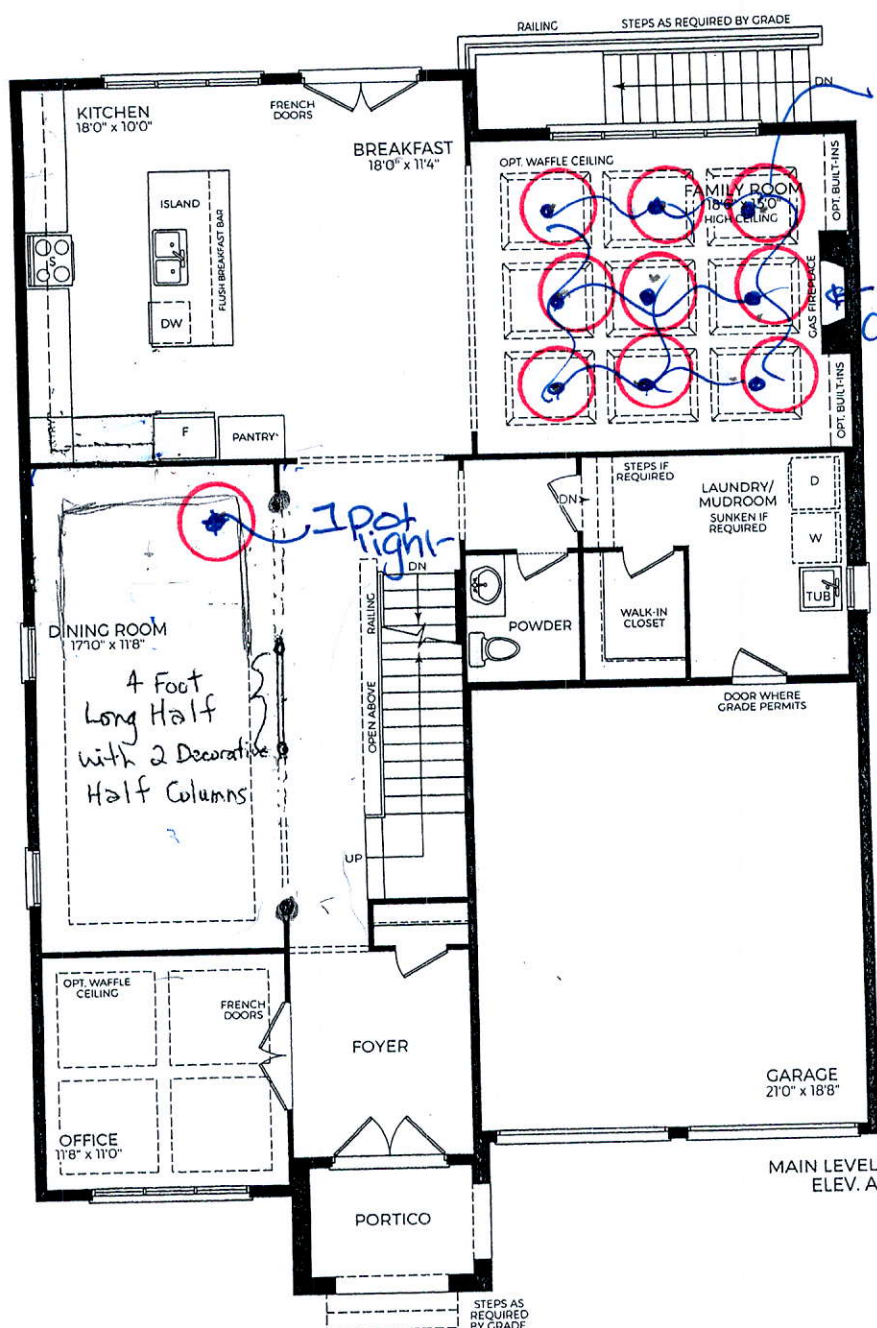 RAILING
STEPS AS REQUIRED BY GRADE
DN
KITCHEN
18'0" x 10'0"
FRENCH
DOORS
BREAKFAST
18'0" x 11'4"
OPT. WAFFLE CEILING
FAMILY ROOM
18'6" x 15'0"
HIGH CEILING
OPT. BUILT-INS
ISLAND
FLUSH BREAKFAST BAR
S
DW
GAS FIREPLACE
OPT. BUILT-INS
F
PANTRY
1 pot
light
STEPS IF
REQUIRED
DN
LAUNDRY/
MUDROOM
SUNKEN IF
REQUIRED
D
W
TUB
DN
RAILING
POWDER
WALK-IN
CLOSET
DINING ROOM
17'10" x 11'8"
4 Foot
Long Half
with 2 Decorative
Half Columns
OPEN ABOVE
UP
DOOR WHERE
GRADE PERMITS
OPT. WAFFLE
CEILING
FRENCH
DOORS
FOYER
OFFICE
11'8" x 11'0"
GARAGE
21'0" x 18'8"
MAIN LEVEL
ELEV. A
PORTICO
STEPS AS
REQUIRED
BY GRADE